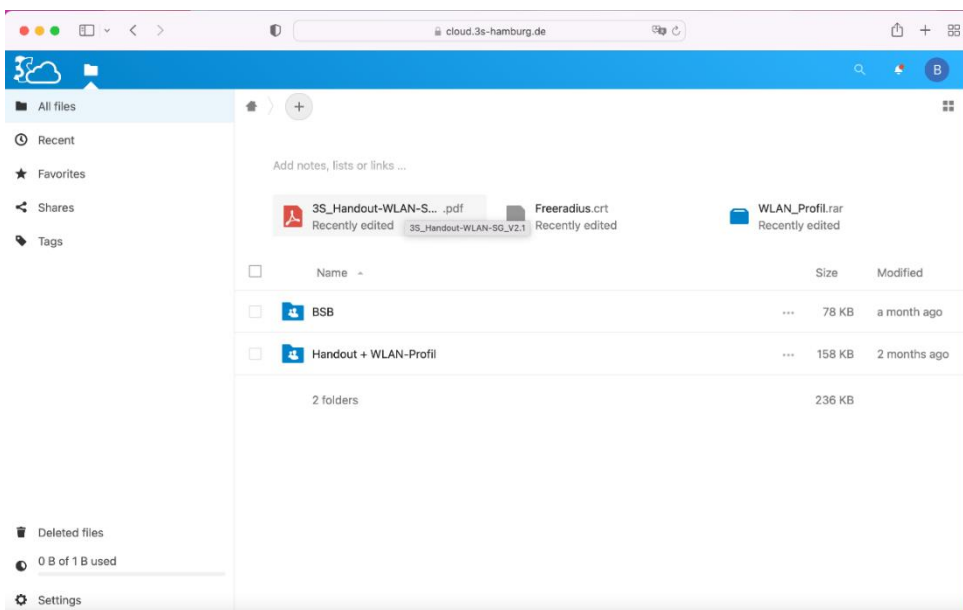 cloud.3s-hamburg.de
3S
B
All files
Recent
Favorites
Shares
Tags
Add notes, lists or links ...
3S_Handout-WLAN-S... .pdf
Recently edited
3S_Handout-WLAN-SG_V2.1
Freeradius.crt
Recently edited
WLAN_Profil.rar
Recently edited
Name
Size
Modified
BSB
78 KB
a month ago
Handout + WLAN-Profil
158 KB
2 months ago
2 folders
236 KB
Deleted files
0 B of 1 B used
Settings